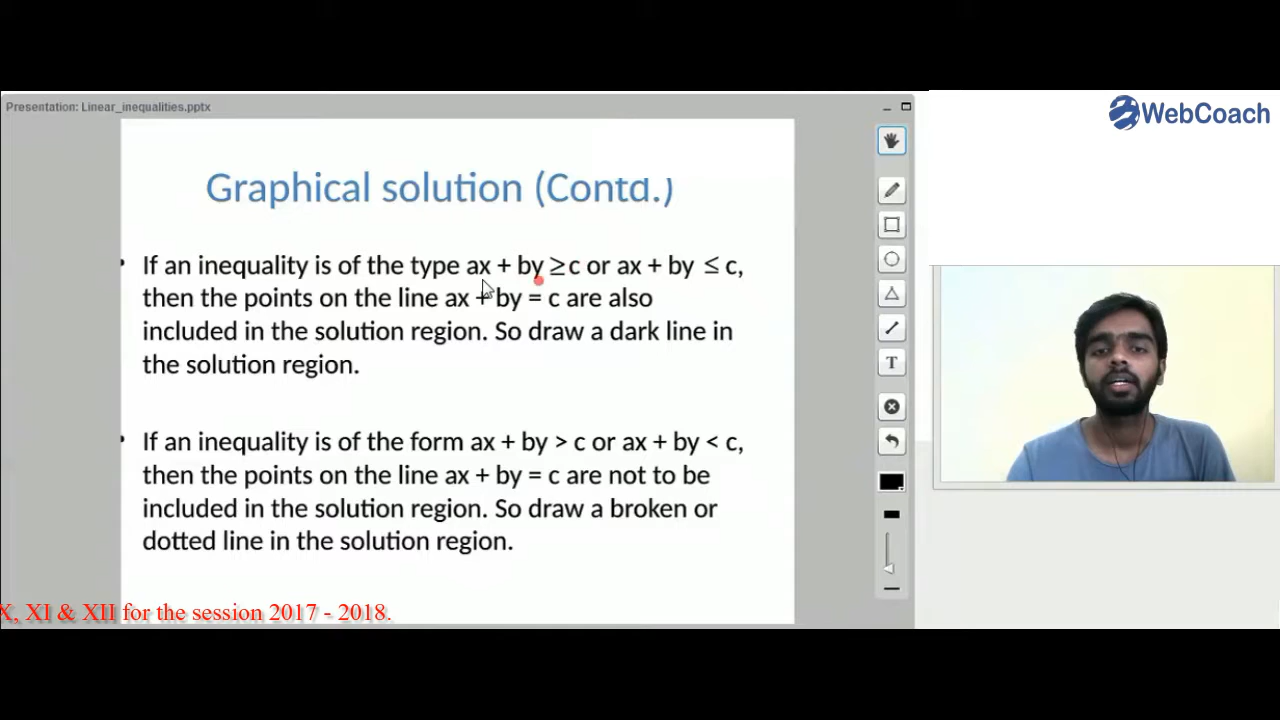 Presentation: Linear_inequalities.pptx
WebCoach
Graphical solution (Contd.)
• If an inequality is of the type ax + by ≥ c or ax + by ≤ c,
then the points on the line ax + by = c are also
included in the solution region. So draw a dark line in
the solution region.
• If an inequality is of the form ax + by > c or ax + by < c,
then the points on the line ax + by = c are not to be
included in the solution region. So draw a broken or
dotted line in the solution region.
T
X, XI & XII for the session 2017 - 2018.